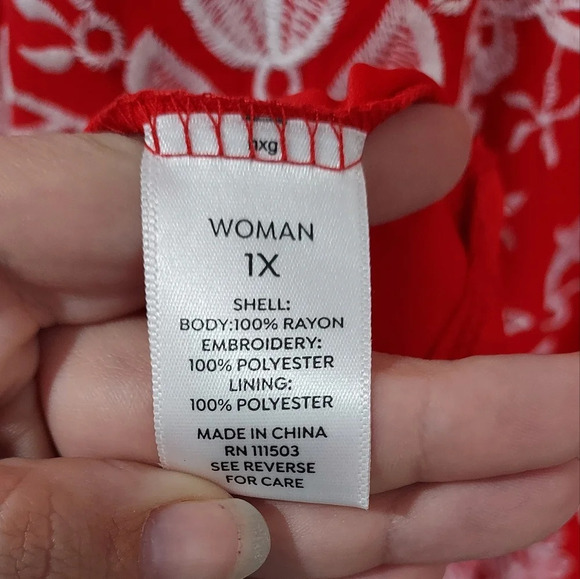 WOMAN
1X
SHELL:
BODY:100% RAYON
EMBROIDERY:
100% POLYESTER
LINING:
100% POLYESTER
MADE IN CHINA
RN 111503
SEE REVERSE
FOR CARE